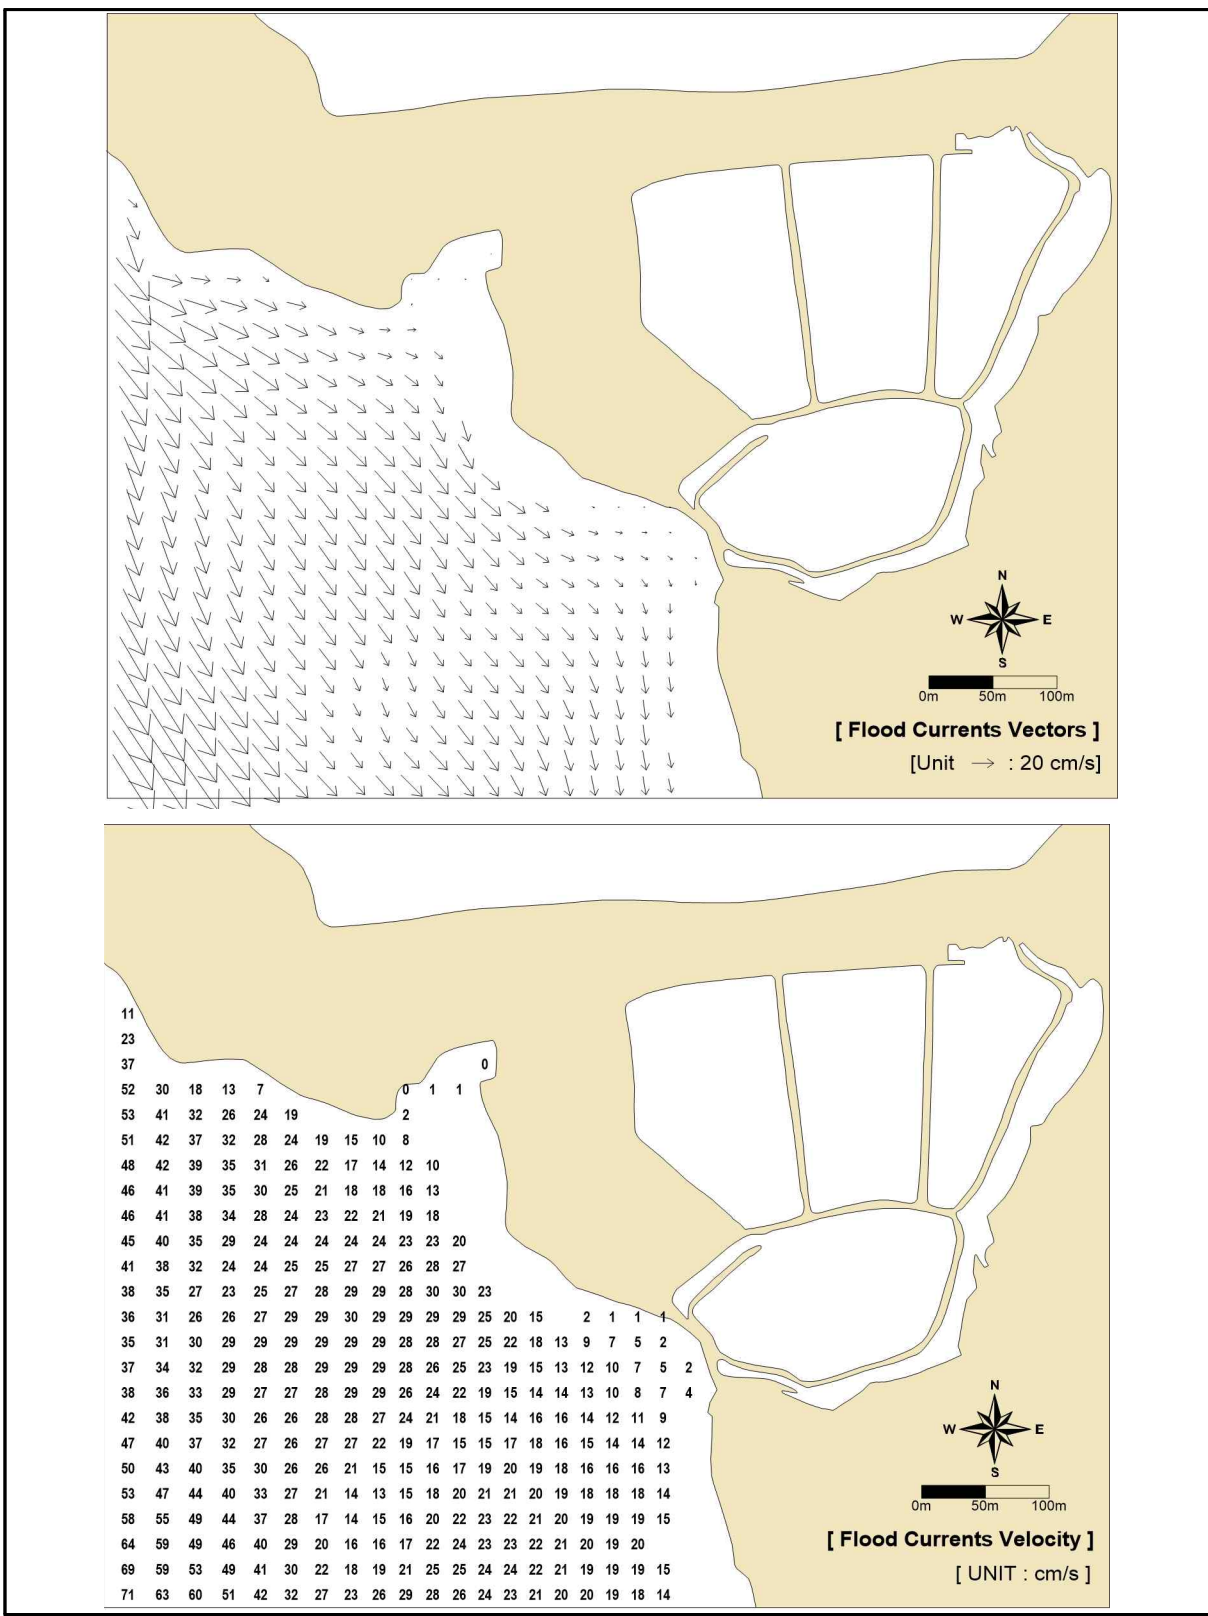 N
W E
S
0m 50m 100m
[ Flood Currents Vectors ]
[Unit → : 20 cm/s]
11
23
37 0
52 30 18 13 7 0 1 1
53 41 32 26 24 19 2
51 42 37 32 28 24 19 15 10 8
48 42 39 35 31 26 22 17 14 12 10
46 41 39 35 30 25 21 18 18 16 13
46 41 38 34 28 24 23 22 21 19 18
45 40 35 29 24 24 24 24 24 23 23 20
41 38 32 24 24 25 25 27 27 26 28 27
38 35 27 23 25 27 28 29 29 28 30 30 23
36 31 26 26 27 29 29 30 29 29 29 29 25 20 15 2 1 1 1
35 31 30 29 29 29 29 29 29 28 28 27 25 22 18 13 9 7 5 2
37 34 32 29 28 28 29 29 29 28 26 25 23 19 15 13 12 10 7 5 2
38 36 33 29 27 27 28 29 29 26 24 22 19 15 14 14 13 10 8 7 4
42 38 35 30 26 26 28 28 27 24 21 18 15 14 16 16 14 12 11 9
47 40 37 32 27 26 27 27 22 19 17 15 15 17 18 16 15 14 14 12
50 43 40 35 30 26 26 21 15 15 16 17 19 20 19 18 16 16 16 13
53 47 44 40 33 27 21 14 13 15 18 20 21 21 20 19 18 18 18 14
58 55 49 44 37 28 17 14 15 16 20 22 23 22 21 20 19 19 19 15
64 59 49 46 40 29 20 16 16 17 22 24 23 23 22 21 20 19 20
69 59 53 49 41 30 22 18 19 21 25 25 24 24 22 21 19 19 19 15
71 63 60 51 42 32 27 23 26 29 28 26 24 23 21 20 20 19 18 14
N
W E
S
0m 50m 100m
[ Flood Currents Velocity ]
[ UNIT : cm/s ]